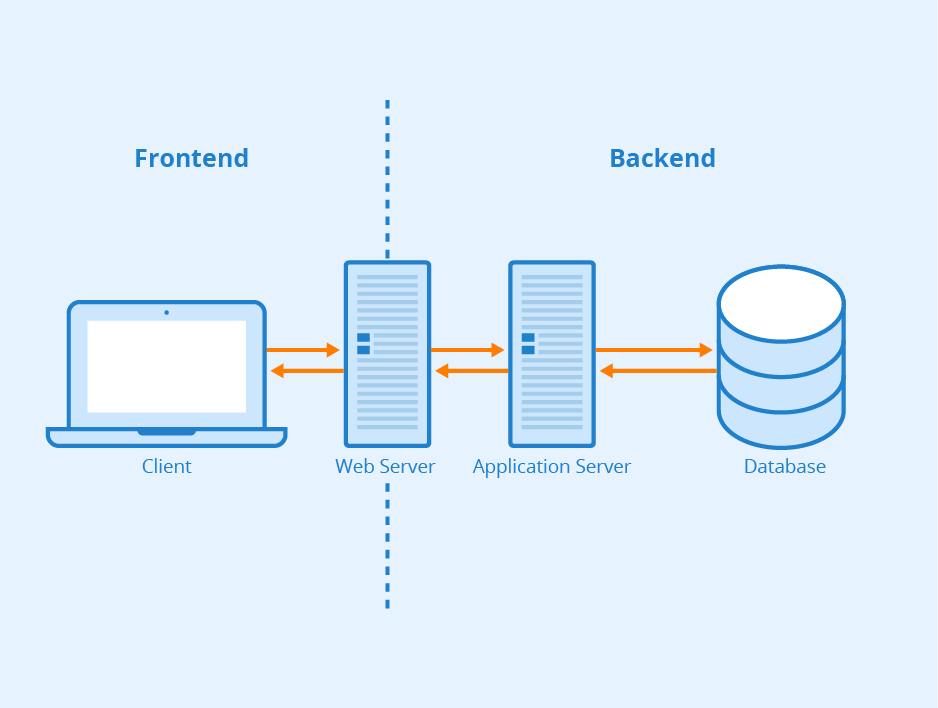 Frontend
Backend
Client
Web Server
Application Server
Database